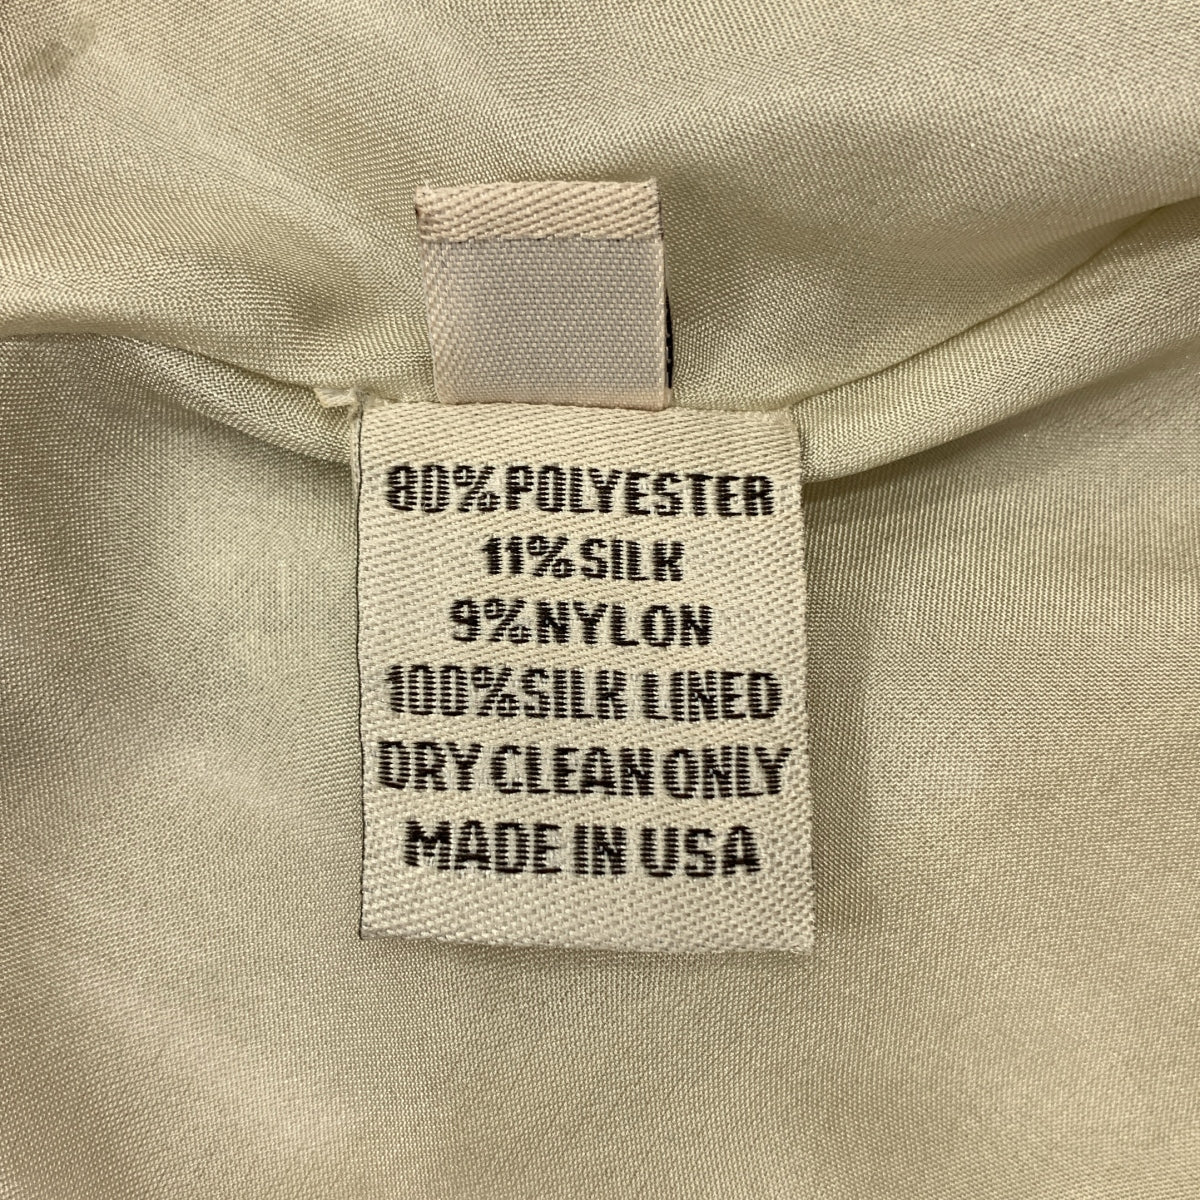 80% POLYESTER
11% SILK
9% NYLON
100% SILK LINED
DRY CLEAN ONLY
MADE IN USA